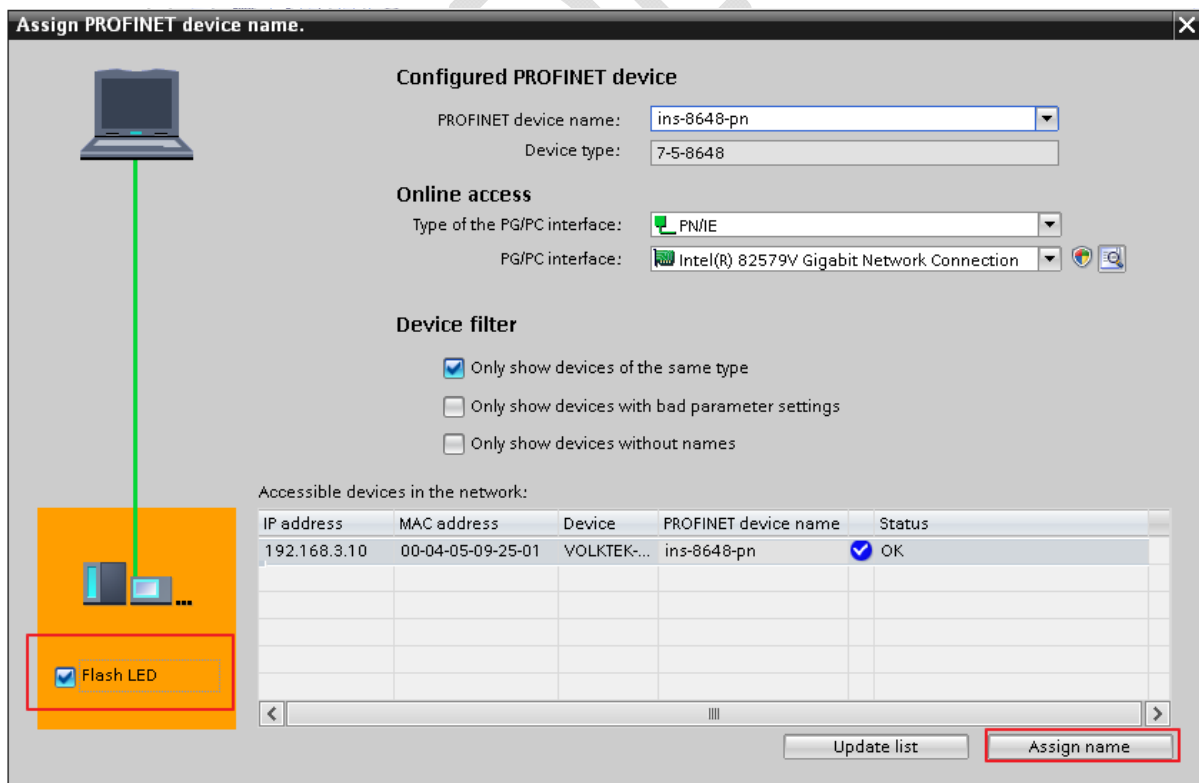 Assign PROFINET device name.
Configured PROFINET device
PROFINET device name: ins-8648-pn
Device type: 7-5-8648
Online access
Type of the PG/PC interface: PN/IE
PG/PC interface: Intel(R) 82579V Gigabit Network Connection
Device filter
Only show devices of the same type
Only show devices with bad parameter settings
Only show devices without names
Accessible devices in the network:
IP address MAC address Device PROFINET device name Status
192.168.3.10 00-04-05-09-25-01 VOLKTEK-... ins-8648-pn OK
Flash LED
Update list Assign name